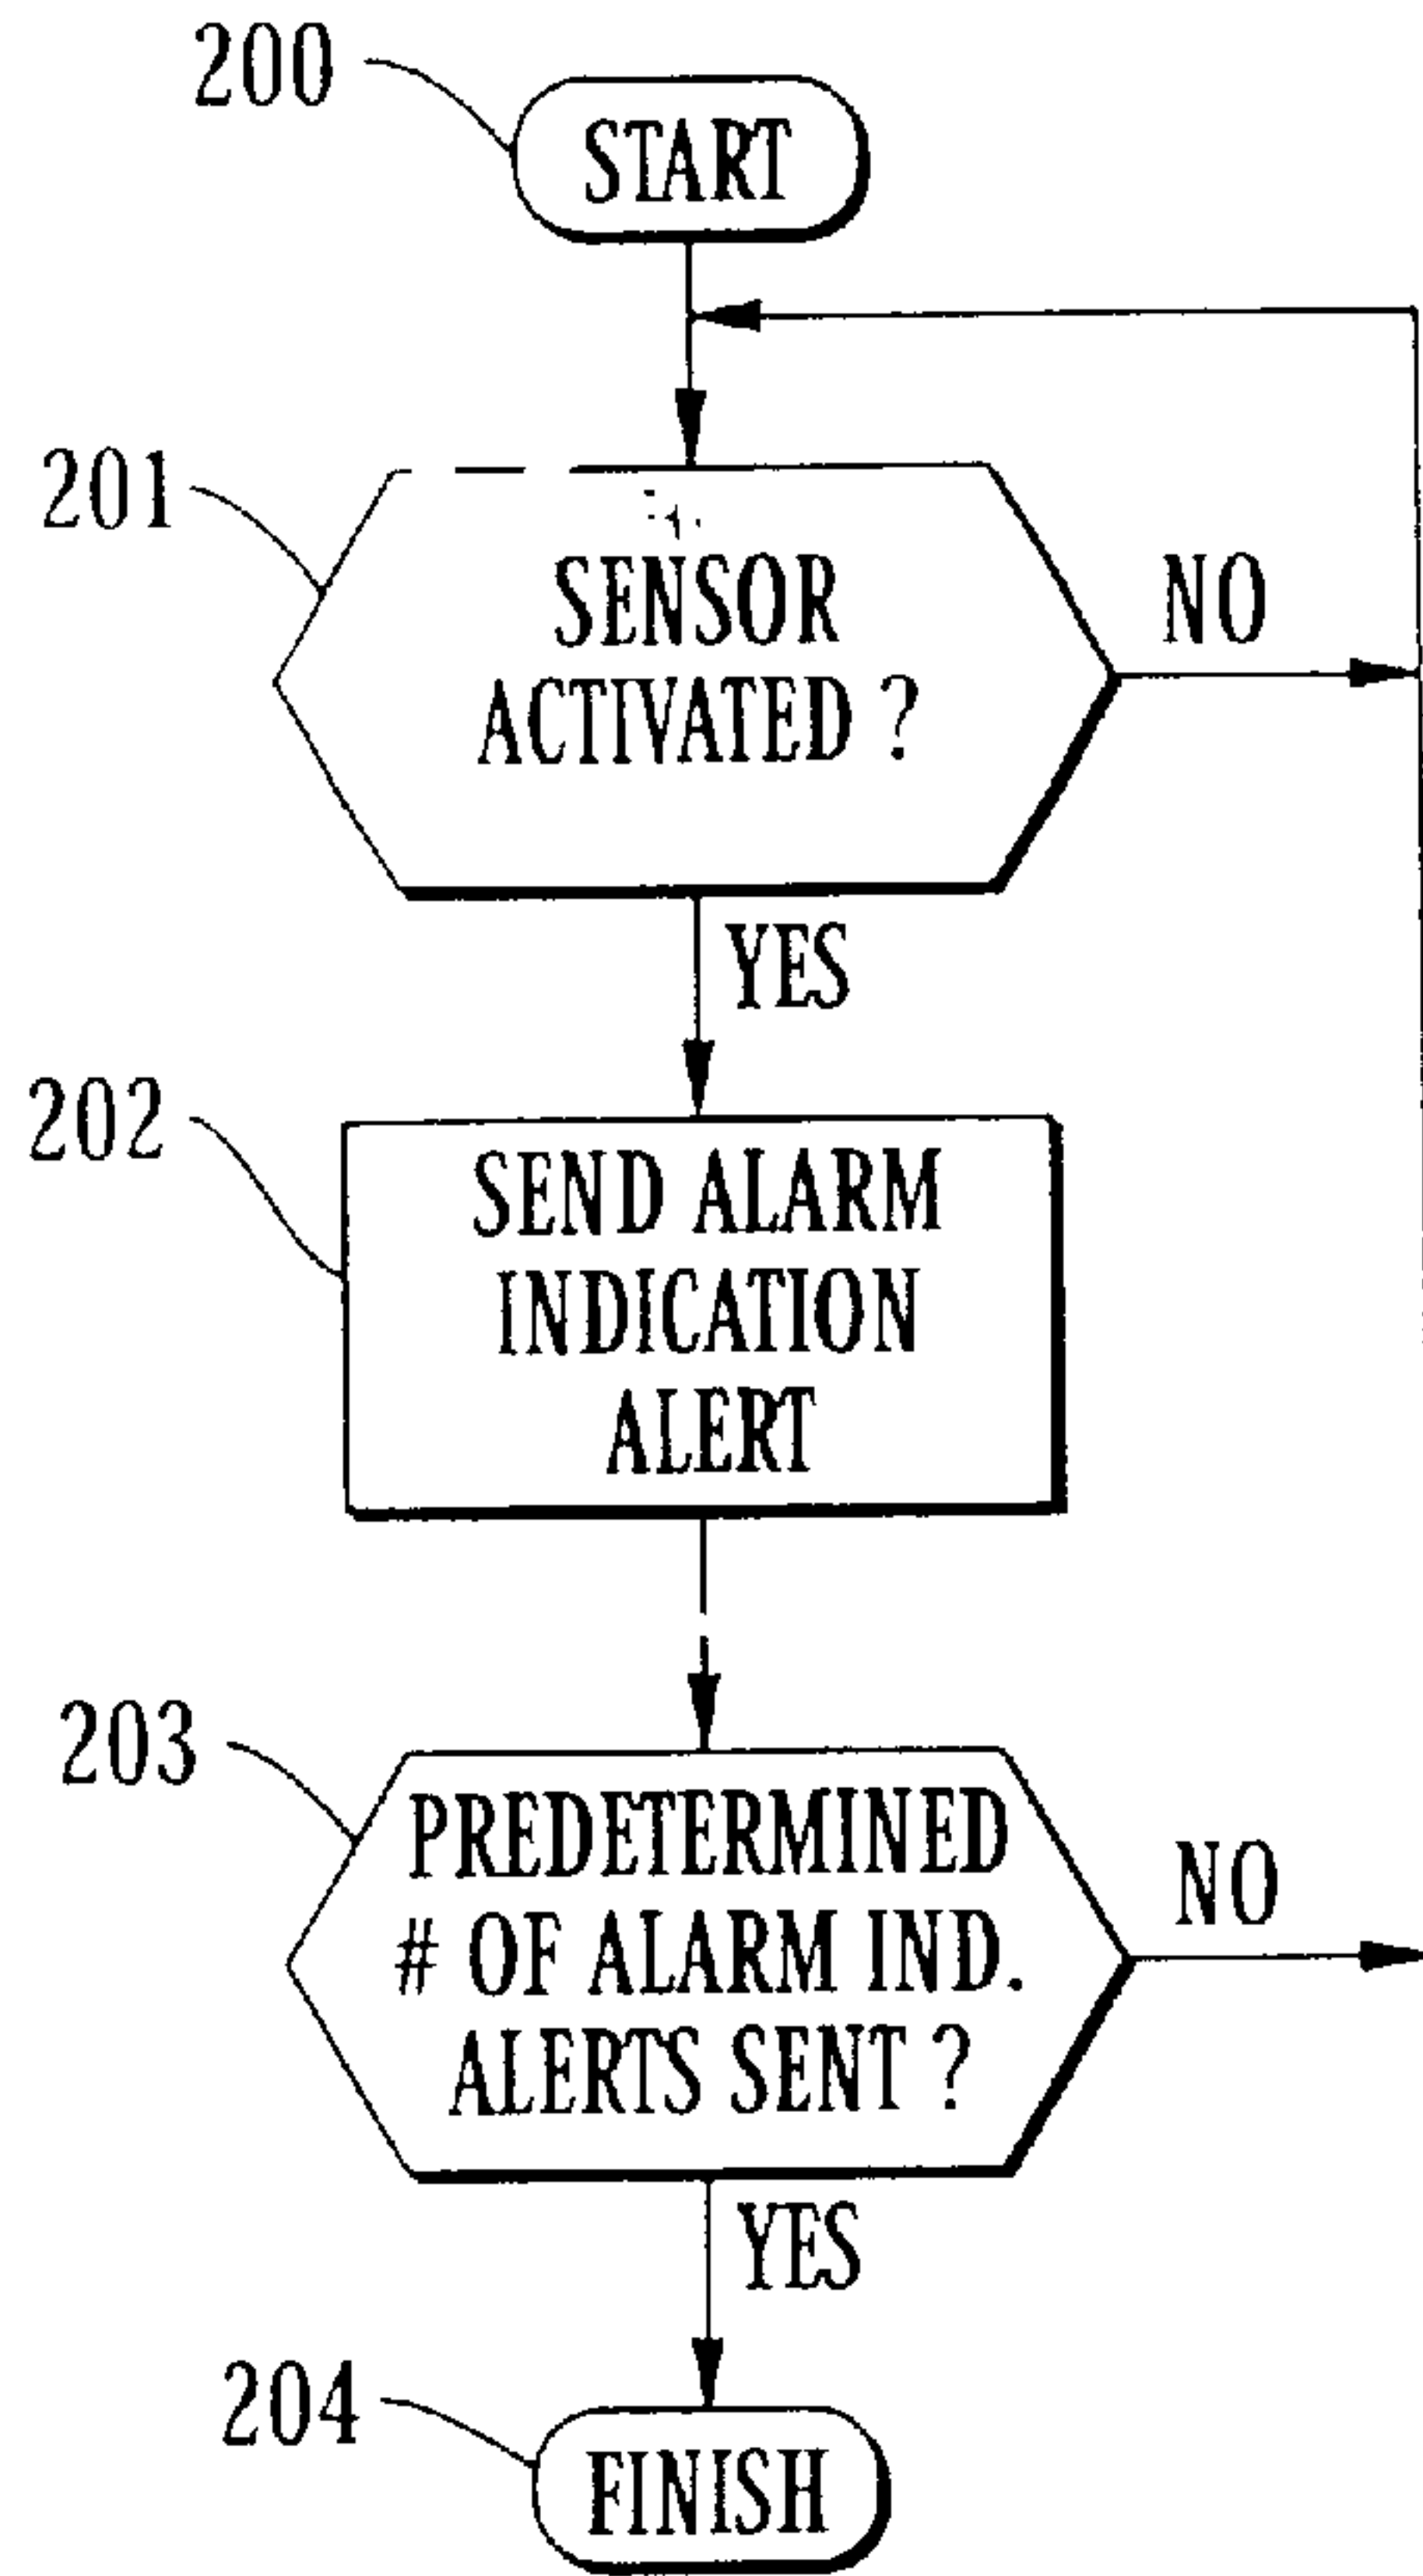 200
START
201
SENSOR
ACTIVATED ?
NO
YES
202
SEND ALARM
INDICATION
ALERT
203
PREDETERMINED
# OF ALARM IND.
ALERTS SENT ?
NO
YES
204
FINISH